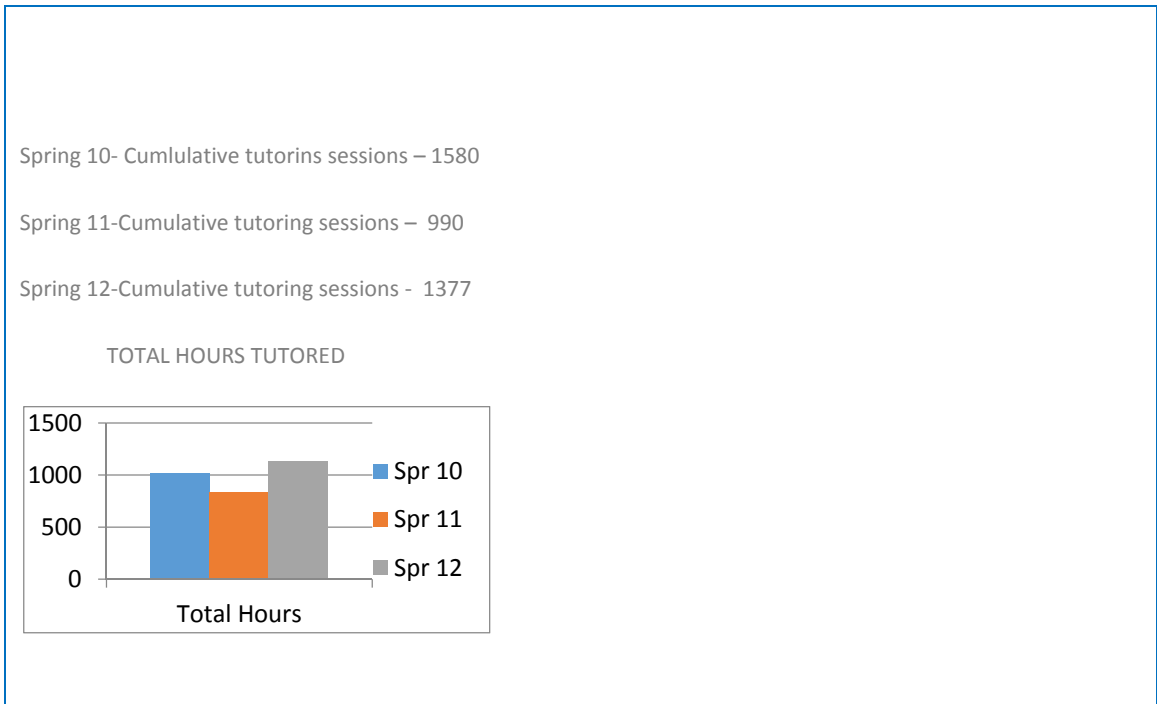 Spring 10- Cumlulative tutorins sessions – 1580
Spring 11-Cumulative tutoring sessions –  990
Spring 12-Cumulative tutoring sessions -  1377
TOTAL HOURS TUTORED
1500
1000
500
0
Total Hours
Spr 10
Spr 11
Spr 12